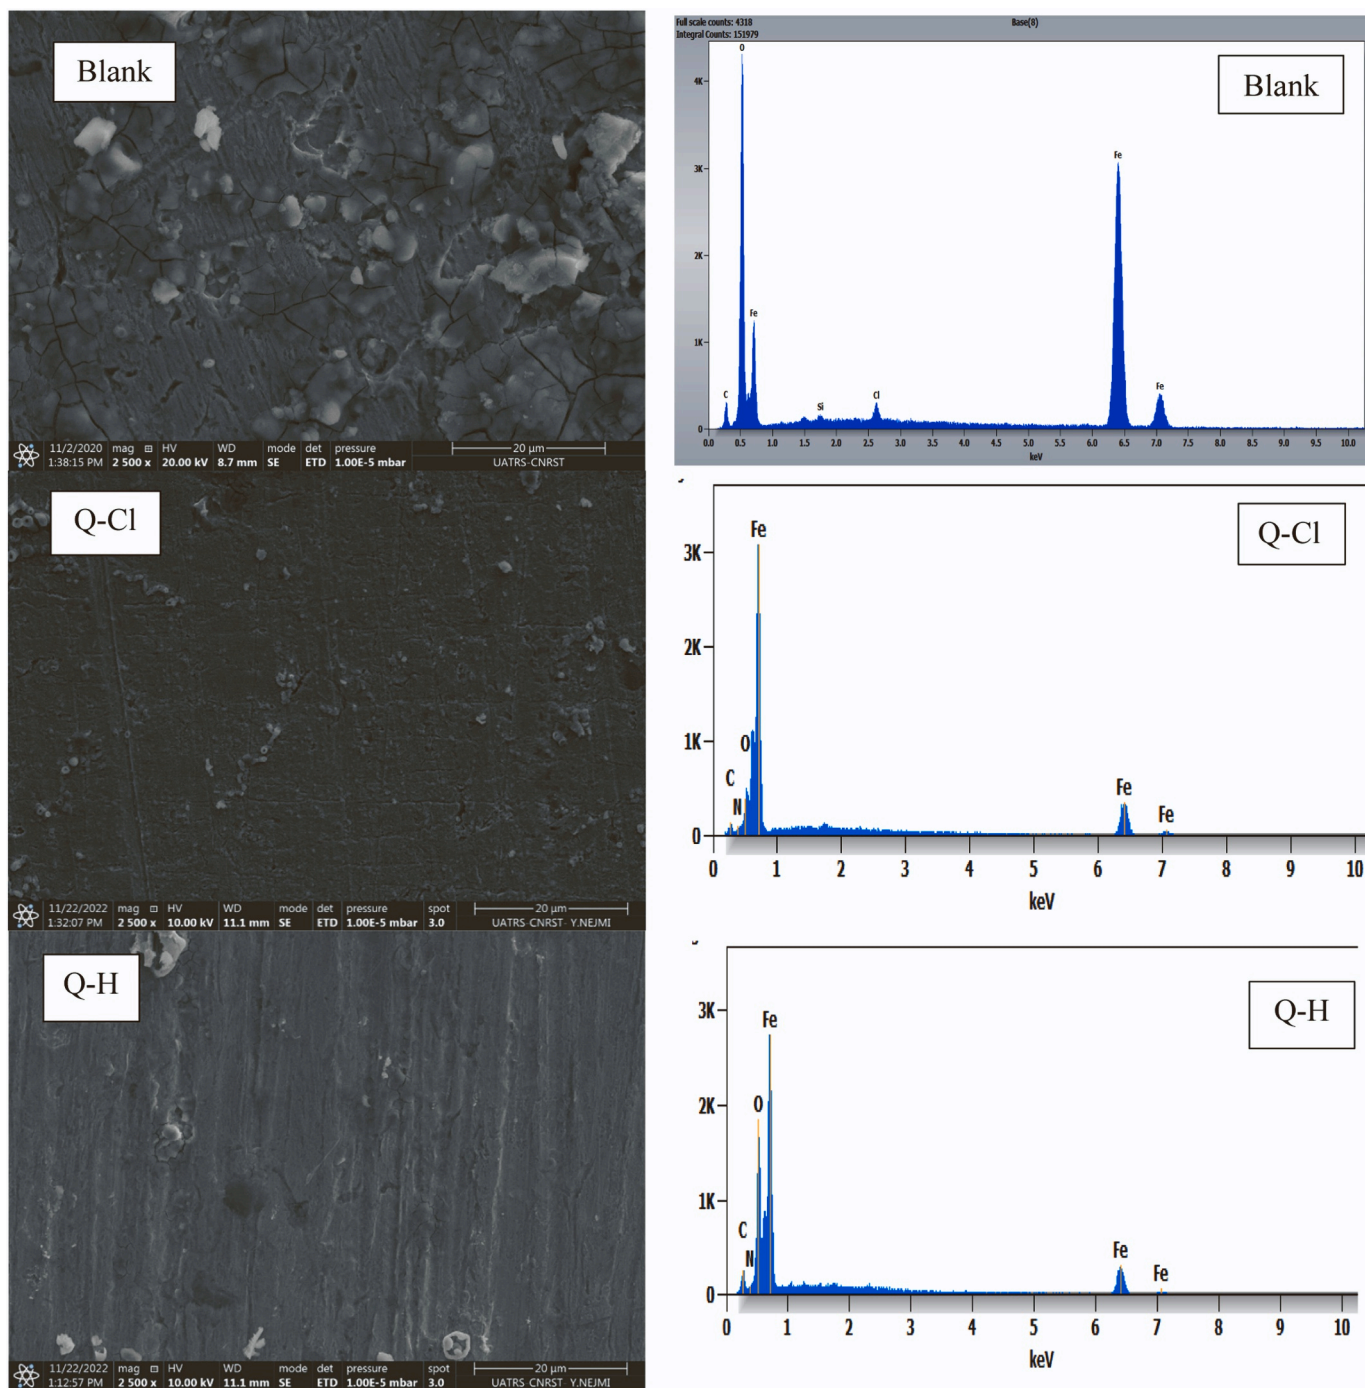 Blank
11/2/2020 mag HV WD mode det pressure 20 µm
1:38:15 PM 2 500 x 20.00 kV 8.7 mm SE ETD 1.00E-5 mbar UATRS-CNRST
Full scale counts: 4318 Base(8)
Integral Counts: 151979
Blank
O
4K
3K
2K
1K
0
Fe
Fe
Fe
C
Si
Cl
0.0 0.5 1.0 1.5 2.0 2.5 3.0 3.5 4.0 4.5 5.0 5.5 6.0 6.5 7.0 7.5 8.0 8.5 9.0 9.5 10.0
keV
Q-Cl
11/22/2022 mag HV WD mode det pressure spot 20 µm
1:32:07 PM 2 500 x 10.00 kV 11.1 mm SE ETD 1.00E-5 mbar 3.0 UATRS-CNRST- Y.NEJMI
Q-Cl
3K
2K
1K
0
Fe
O
C
N
Fe
Fe
0 1 2 3 4 5 6 7 8 9 10
keV
Q-H
11/22/2022 mag HV WD mode det pressure spot 20 µm
1:12:57 PM 2 500 x 10.00 kV 11.1 mm SE ETD 1.00E-5 mbar 3.0 UATRS-CNRST- Y.NEJMI
Q-H
3K
2K
1K
0
Fe
O
C
N
Fe
Fe
0 1 2 3 4 5 6 7 8 9 10
keV